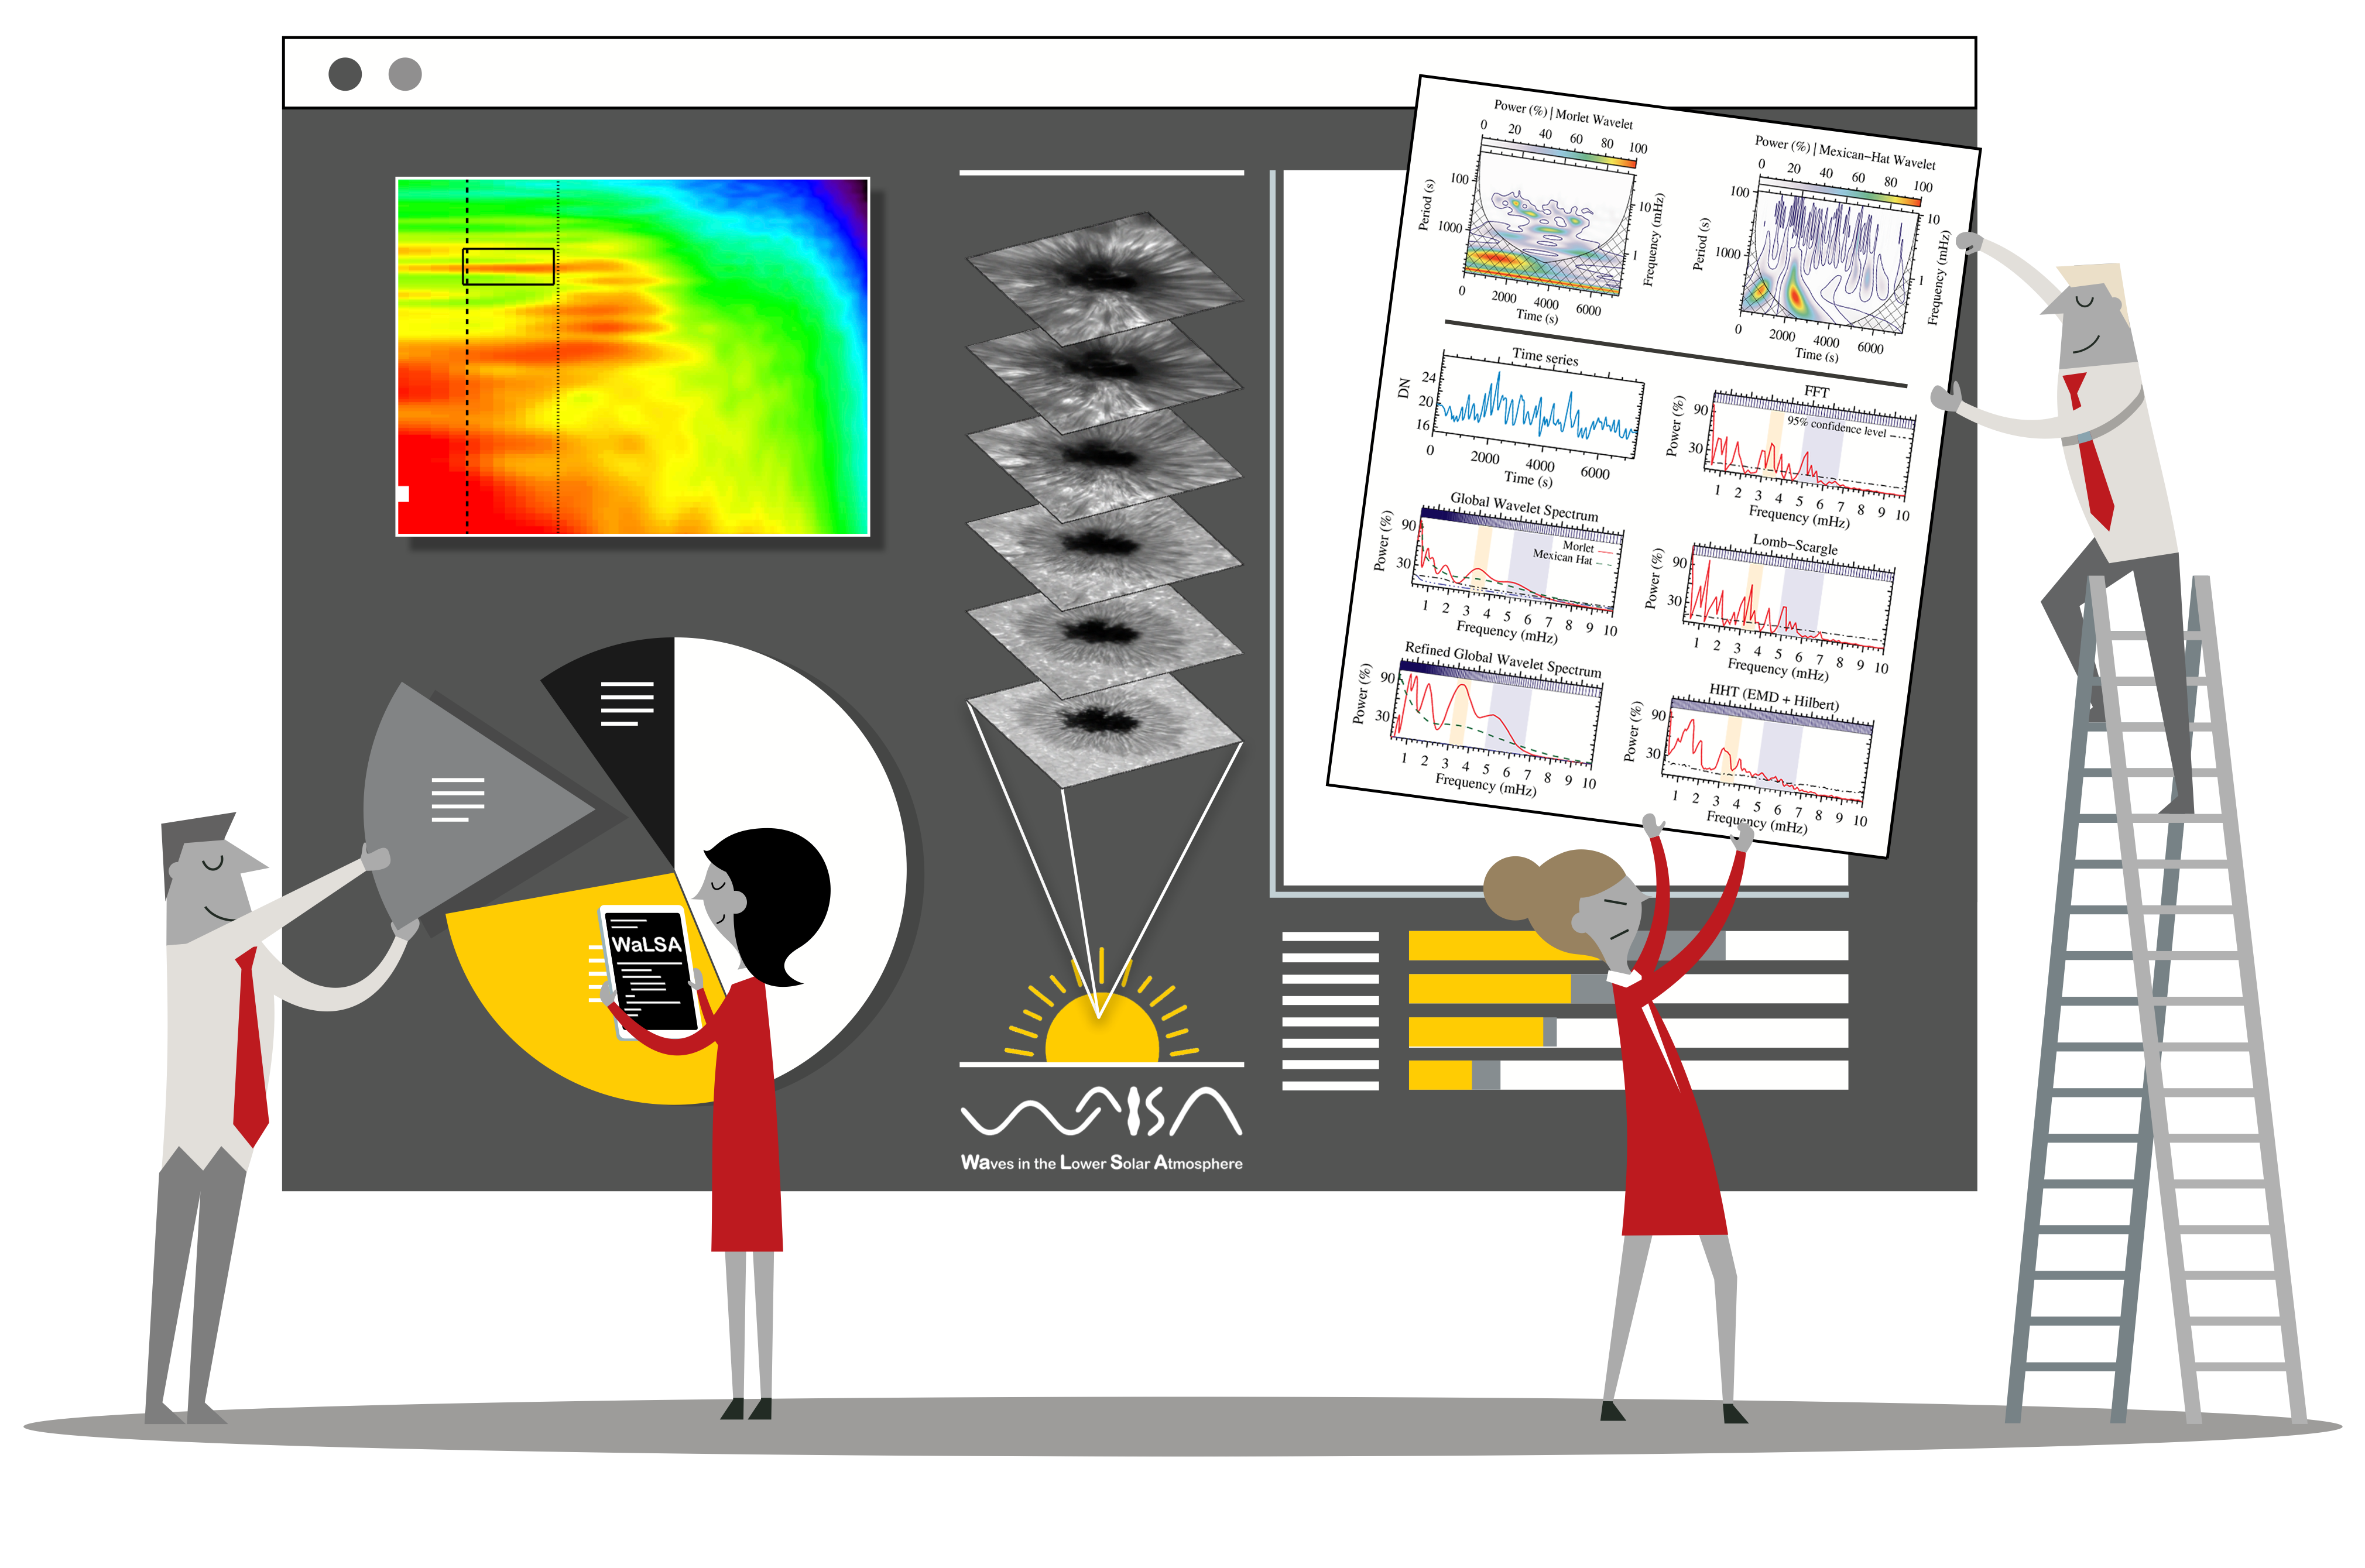 Power (%) | Morlet Wavelet
0 20 40 60 80 100
Period (s)
100
1000
10
1
Frequency (mHz)
0 2000 4000 6000
Time (s)
Power (%) | Mexican-Hat Wavelet
0 20 40 60 80 100
Period (s)
100
1000
10
1
Frequency (mHz)
0 2000 4000 6000
Time (s)
Time series
DN
24
20
16
0 2000 4000 6000
Time (s)
FFT
95% confidence level
Power (%)
90
30
1 2 3 4 5 6 7 8 9 10
Frequency (mHz)
Global Wavelet Spectrum
Morlet
Mexican Hat
Power (%)
90
30
1 2 3 4 5 6 7 8 9 10
Frequency (mHz)
Lomb-Scargle
Power (%)
90
30
1 2 3 4 5 6 7 8 9 10
Frequency (mHz)
Refined Global Wavelet Spectrum
Power (%)
90
30
1 2 3 4 5 6 7 8 9 10
Frequency (mHz)
HHT (EMD + Hilbert)
Power (%)
90
30
1 2 3 4 5 6 7 8 9 10
Frequency (mHz)
WaLSA
WaLSA
Waves in the Lower Solar Atmosphere